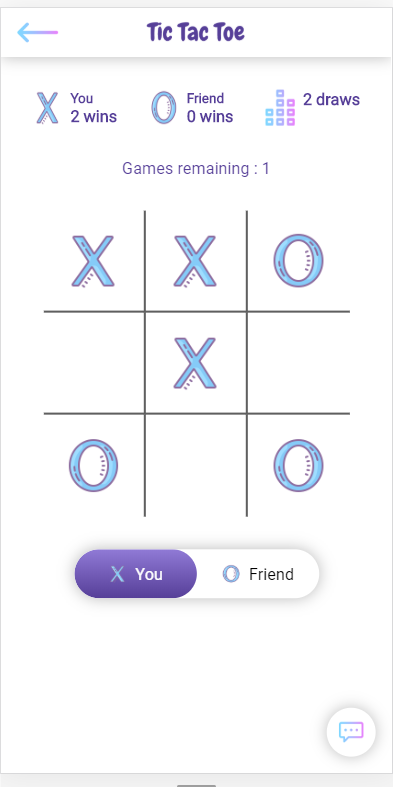 Tic Tac Toe
You
2 wins
Friend
0 wins
2 draws
Games remaining : 1
X X O
X
O O
X You
O Friend